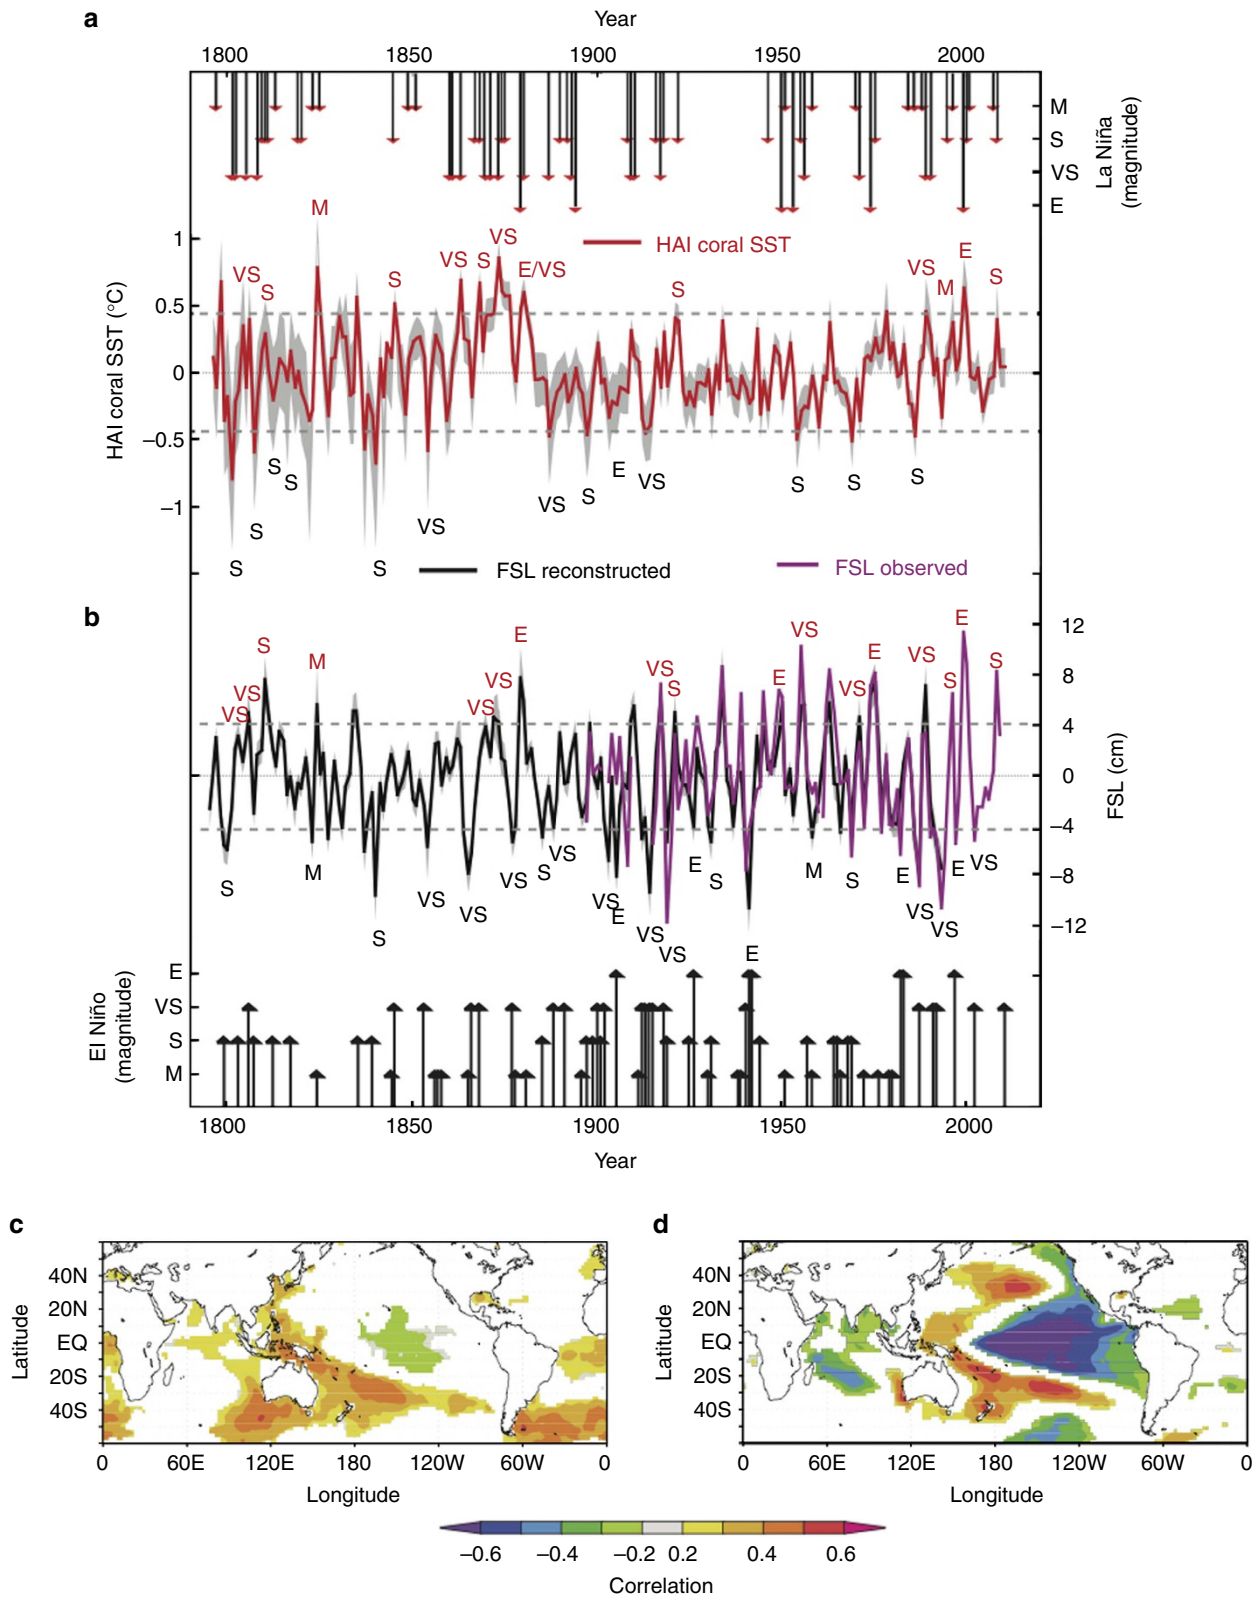 a
Year
1800 1850 1900 1950 2000
M
S
VS
E
La Niña
(magnitude)
M
VS
VS S VS S VS E/VS S VS M E S
HAI coral SST
1
0.5
0
–0.5
–1
HAI coral SST (°C)
S S S S S VS VS S E VS S S S
FSL reconstructed
FSL observed
b
S M E VS E
VS VS VS VS VS S E VS VS S S
12
8
4
0
–4
–8
–12
FSL (cm)
S M S VS VS VS S VS VS E VS VS E S E M S E VS VS E VS
E
VS
S
M
El Niño
(magnitude)
1800 1850 1900 1950 2000
Year
c
40N
20N
EQ
20S
40S
Latitude
0 60E 120E 180 120W 60W 0
Longitude
d
40N
20N
EQ
20S
40S
Latitude
0 60E 120E 180 120W 60W 0
Longitude
–0.6 –0.4 –0.2 0.2 0.4 0.6
Correlation